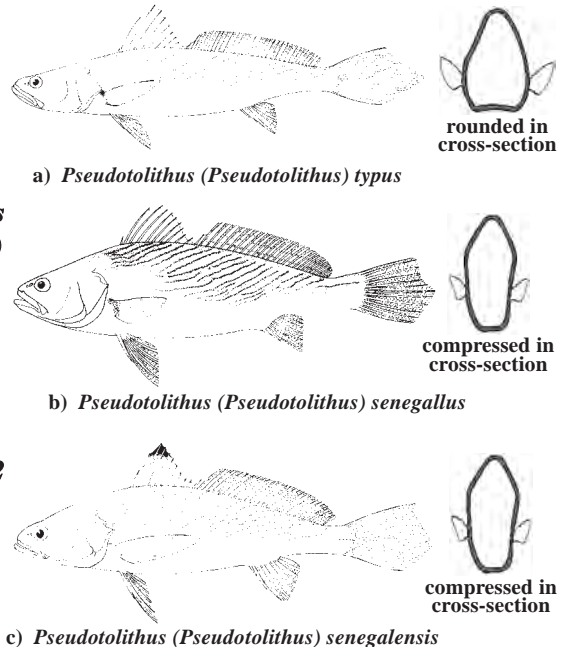 rounded in
cross-section
a) Pseudotolithus (Pseudotolithus) typus
s
)
compressed in
cross-section
b) Pseudotolithus (Pseudotolithus) senegallus
compressed in
cross-section
c) Pseudotolithus (Pseudotolithus) senegalensis